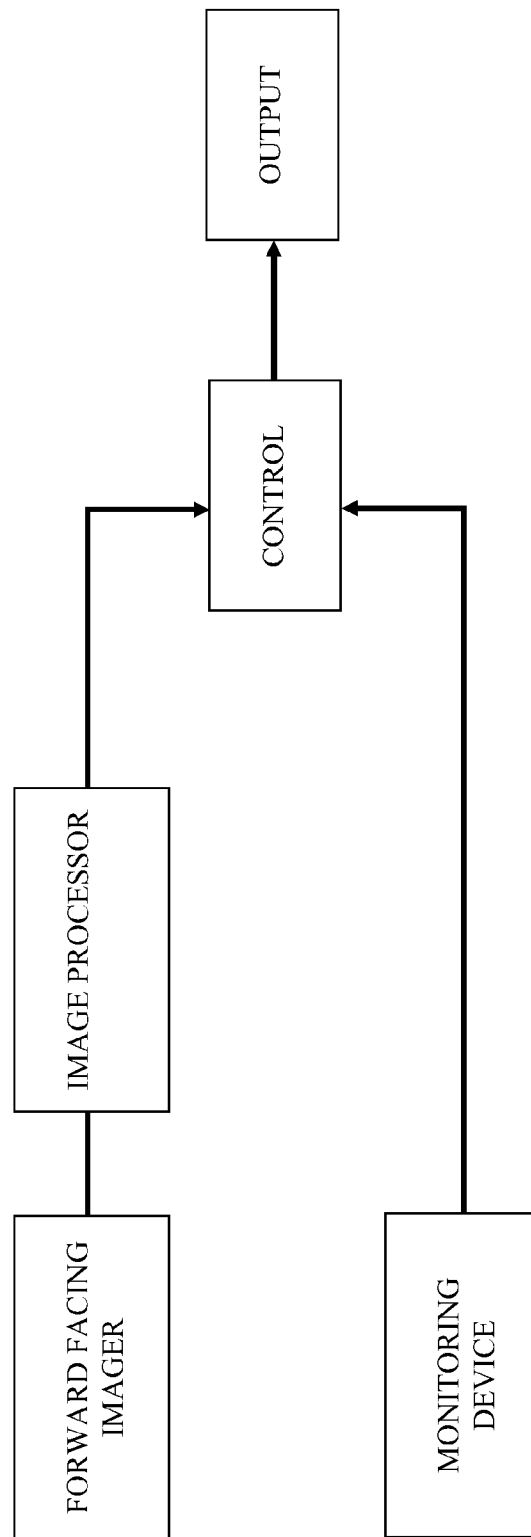 FORWARD FACING
IMAGER
IMAGE PROCESSOR
MONITORING
DEVICE
CONTROL
OUTPUT